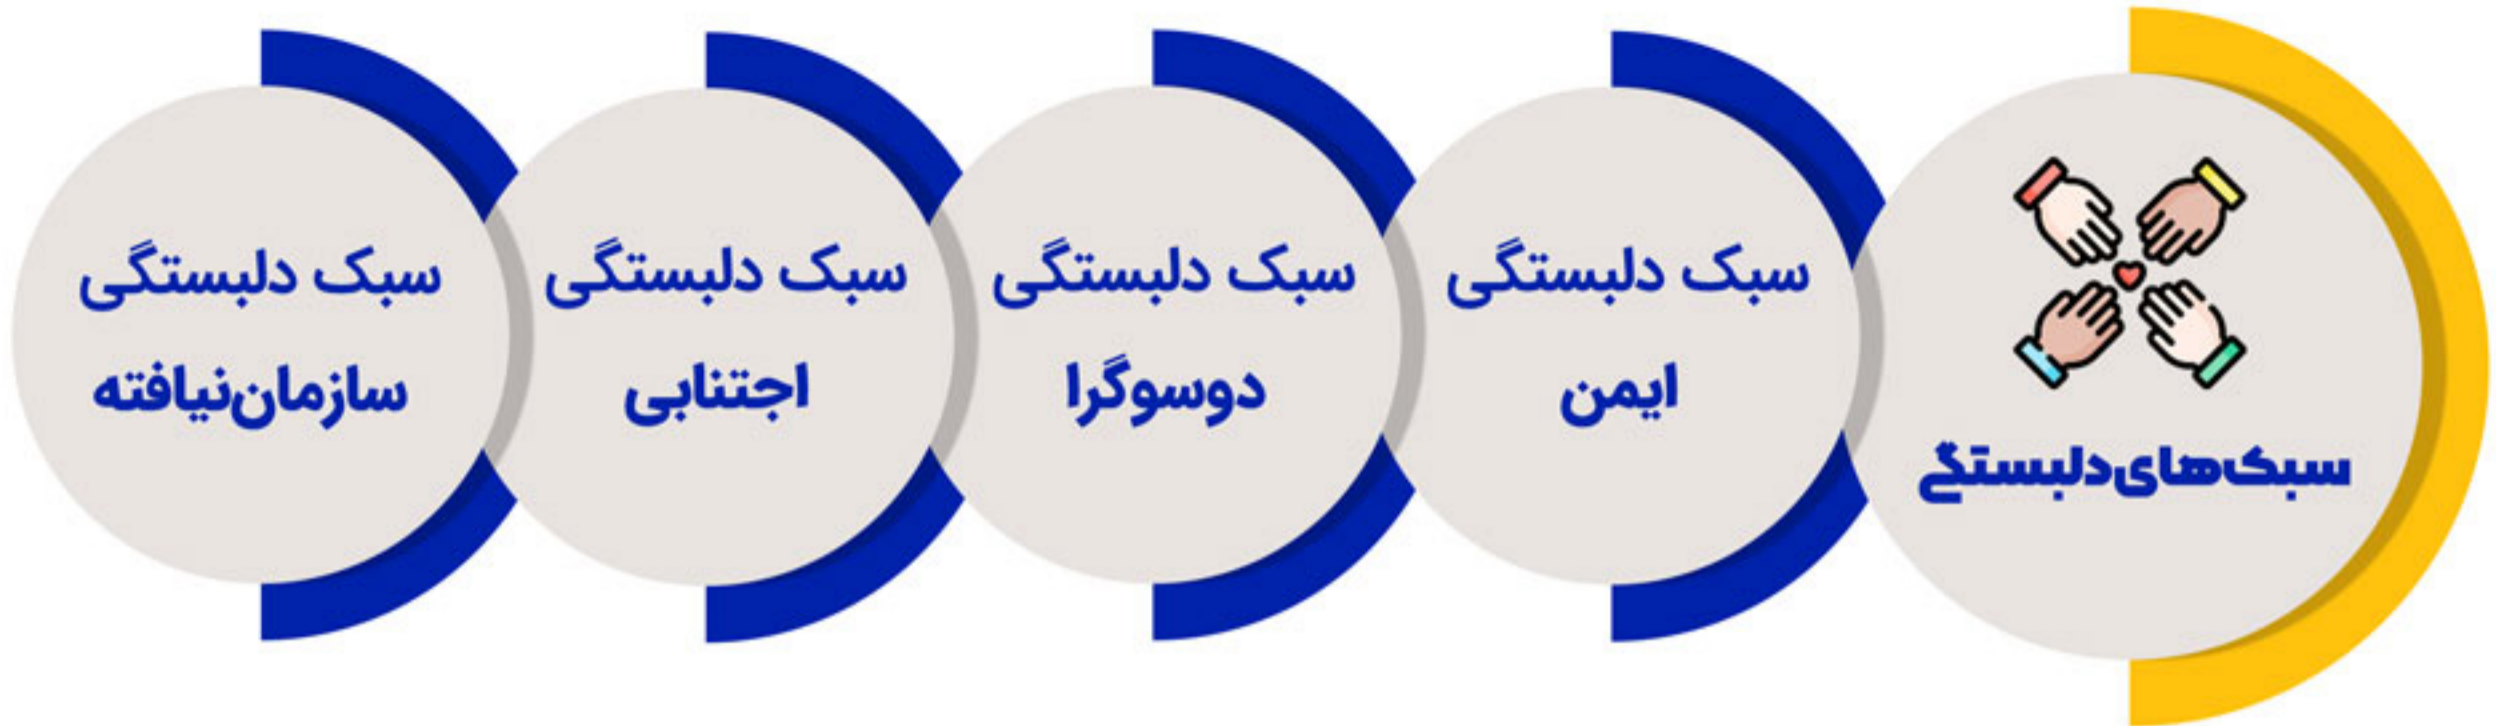 سبک‌های دلبستگی
سبک دلبستگی
ایمن
سبک دلبستگی
دوسوگرا
سبک دلبستگی
اجتنابی
سبک دلبستگی
سازمان‌نیافته